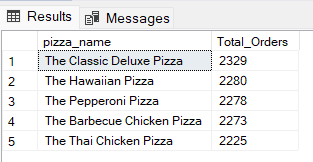 Results Messages
pizza_name Total_Orders
1 The Classic Deluxe Pizza 2329
2 The Hawaiian Pizza 2280
3 The Pepperoni Pizza 2278
4 The Barbecue Chicken Pizza 2273
5 The Thai Chicken Pizza 2225